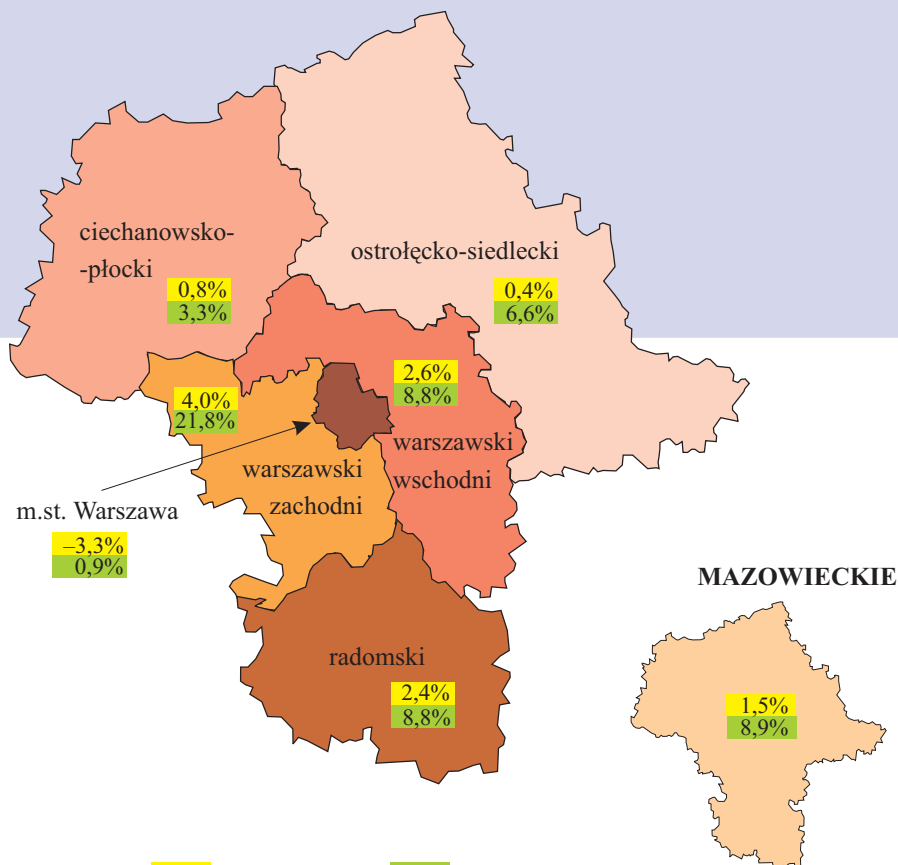 ciechanowsko-
-płocki
0,8%
3,3%
ostrołęcko-siedlecki
0,4%
6,6%
2,6%
8,8%
warszawski
wschodni
4,0%
21,8%
warszawski
zachodni
m.st. Warszawa
–3,3%
0,9%
radomski
2,4%
8,8%
MAZOWIECKIE
1,5%
8,9%